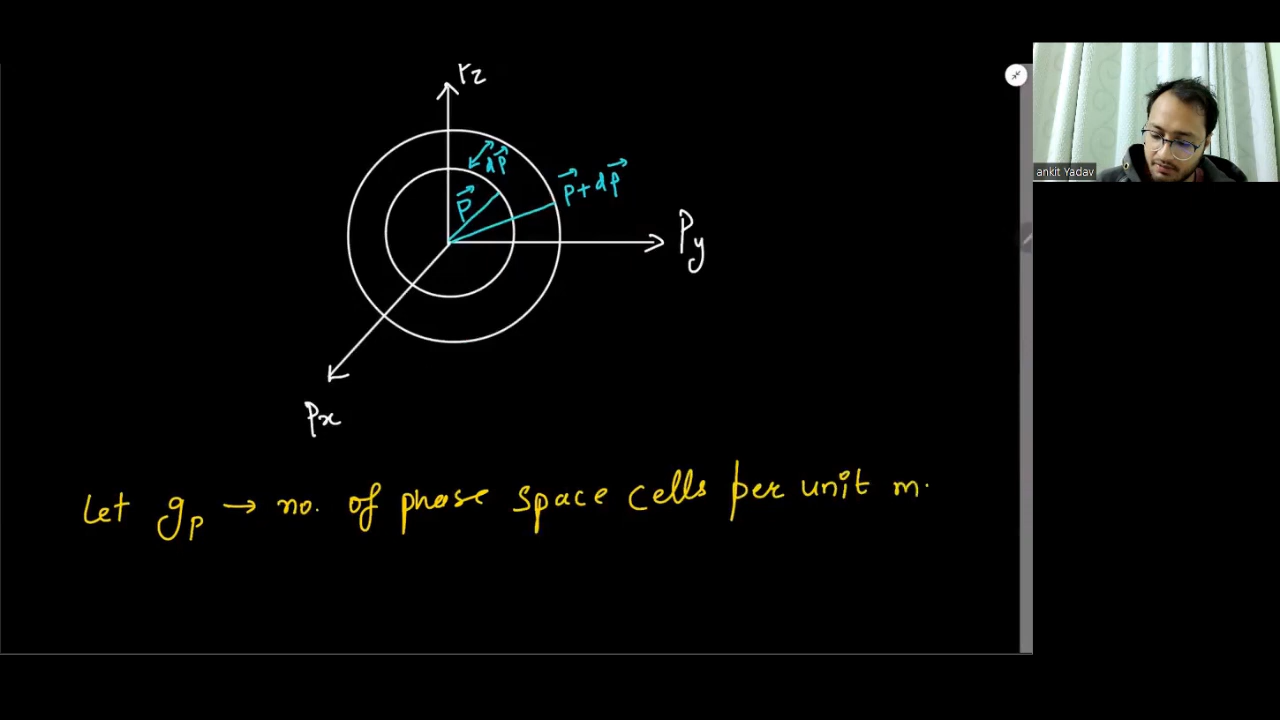 Pz
dP
P
P + dP
Py
Px
Let gp → no. of phase space cells per unit m.
ankit Yadav